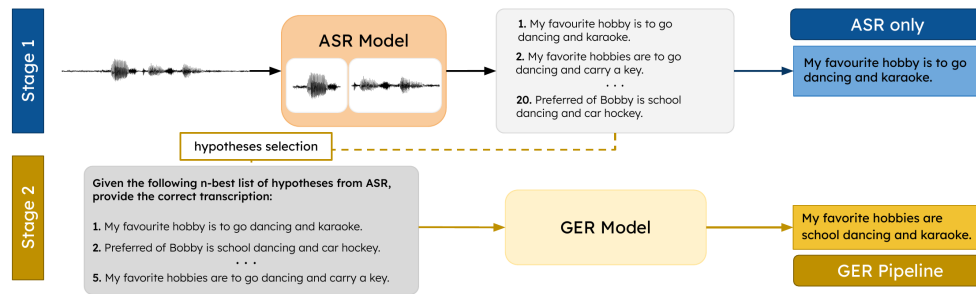 Stage 1
ASR Model
1. My favourite hobby is to go
dancing and karaoke.
2. My favorite hobbies are to go
dancing and carry a key.
. . .
20. Preferred of Bobby is school
dancing and car hockey.
ASR only
My favourite hobby is to go
dancing and karaoke.
hypotheses selection
Stage 2
Given the following n-best list of hypotheses from ASR,
provide the correct transcription:
1. My favourite hobby is to go dancing and karaoke.
2. Preferred of Bobby is school dancing and car hockey.
. . .
5. My favorite hobbies are to go dancing and carry a key.
GER Model
My favorite hobbies are
school dancing and karaoke.
GER Pipeline